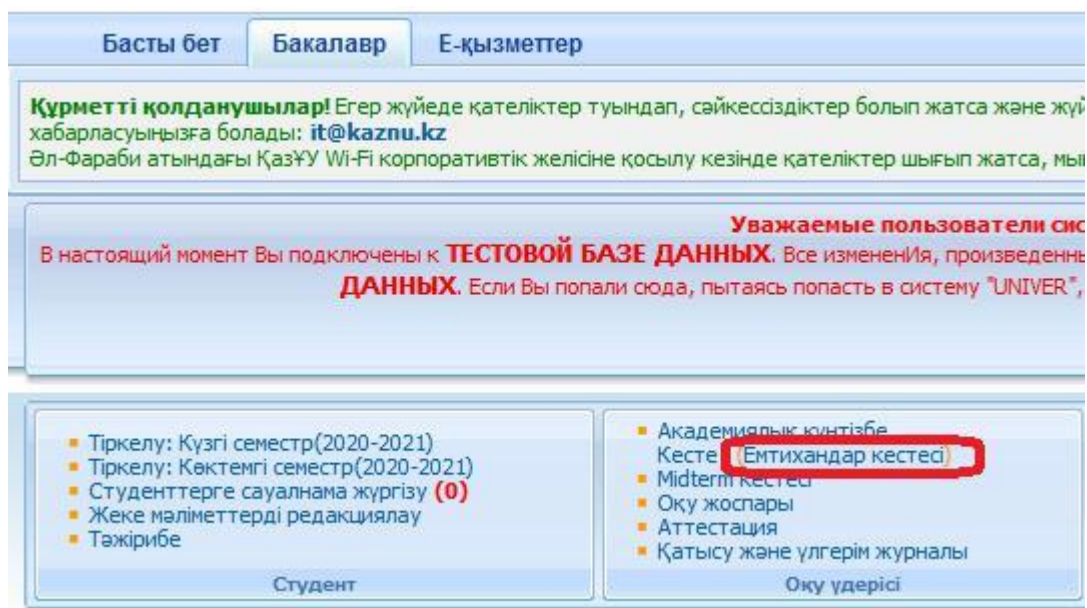 Басты бет Бакалавр Е-қызметтер
Құрметті қолданушылар! Егер жүйеде қателіктер туындап, сәйкессіздіктер болып жатса және
хабарласуыңызға болады: it@kaznu.kz
Әл-Фараби атындағы ҚазҰУ Wi-Fi корпоративтік желісіне қосылу кезінде қателіктер шығып жатса,
Уважаемые пользователи
В настоящий момент Вы подключены к ТЕСТОВОЙ БАЗЕ ДАННЫХ. Все измененИя,
ДАННЫХ. Если Вы попали сюда, пытаясь попасть в систему "UNIVER",
Тіркелу: Күзгі семестр(2020-2021)
Тіркелу: Көктемгі семестр(2020-2021)
Студенттерге сауалнама жүргізу (0)
Жеке мәліметтерді редакциялау
Тәжірибе
Студент
Академиялық күнтізбе
Кесте (Емтихандар кестесі)
Midterm кестесі
Оқу жоспары
Аттестация
Қатысу және үлгерім журналы
Оқу үдерісі